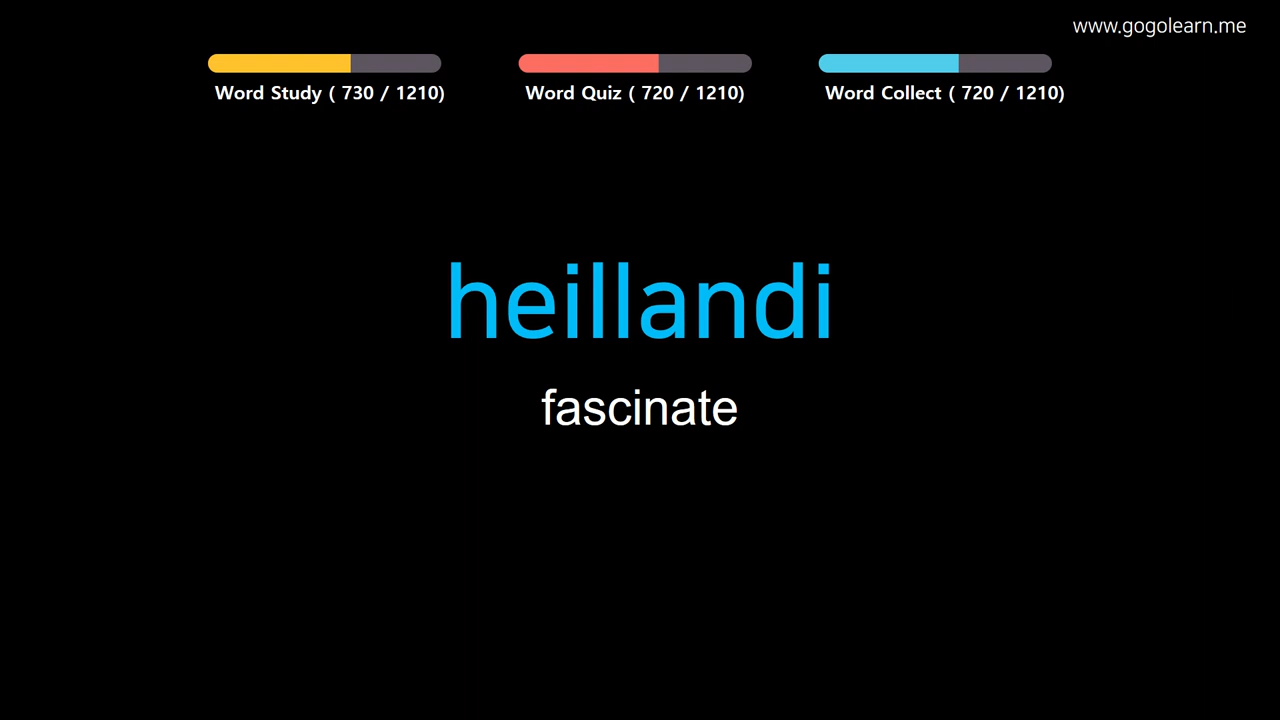 www.gogolearn.me
Word Study ( 730 / 1210)
Word Quiz ( 720 / 1210)
Word Collect ( 720 / 1210)
heillandi
fascinate